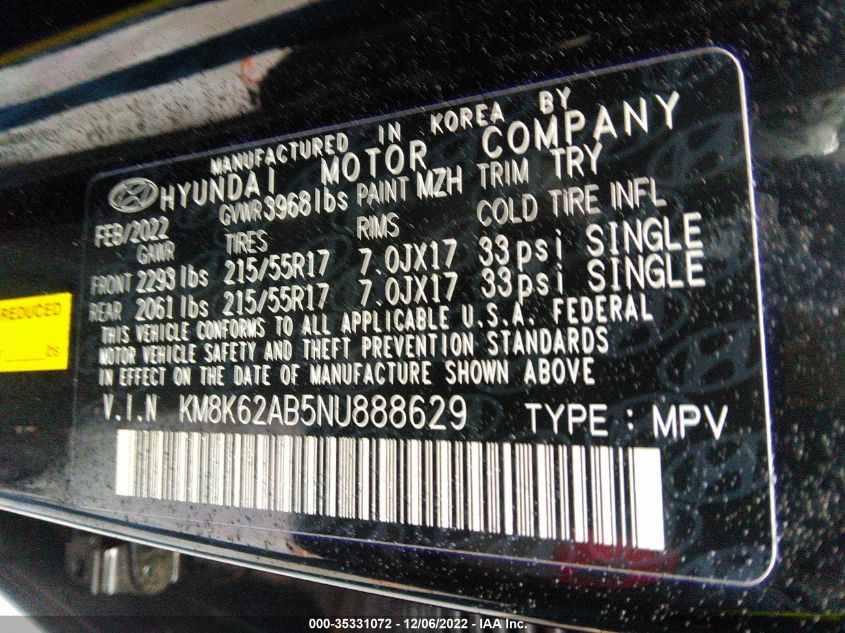 MANUFACTURED IN KOREA BY
HYUNDAI MOTOR COMPANY
FEB/2022 GVWR 3968 lbs PAINT MZH TRIM TRY
GAWR TIRES RIMS COLD TIRE INFL
FRONT 2293 lbs 215/55R17 7.0JX17 33psi SINGLE
REAR 2061 lbs 215/55R17 7.0JX17 33psi SINGLE
THIS VEHICLE CONFORMS TO ALL APPLICABLE U.S.A. FEDERAL
MOTOR VEHICLE SAFETY AND THEFT PREVENTION STANDARDS
IN EFFECT ON THE DATE OF MANUFACTURE SHOWN ABOVE
V.I.N KM8K62AB5NU888629 TYPE : MPV
REDUCED
lbs
000-35331072 - 12/06/2022 - IAA Inc.